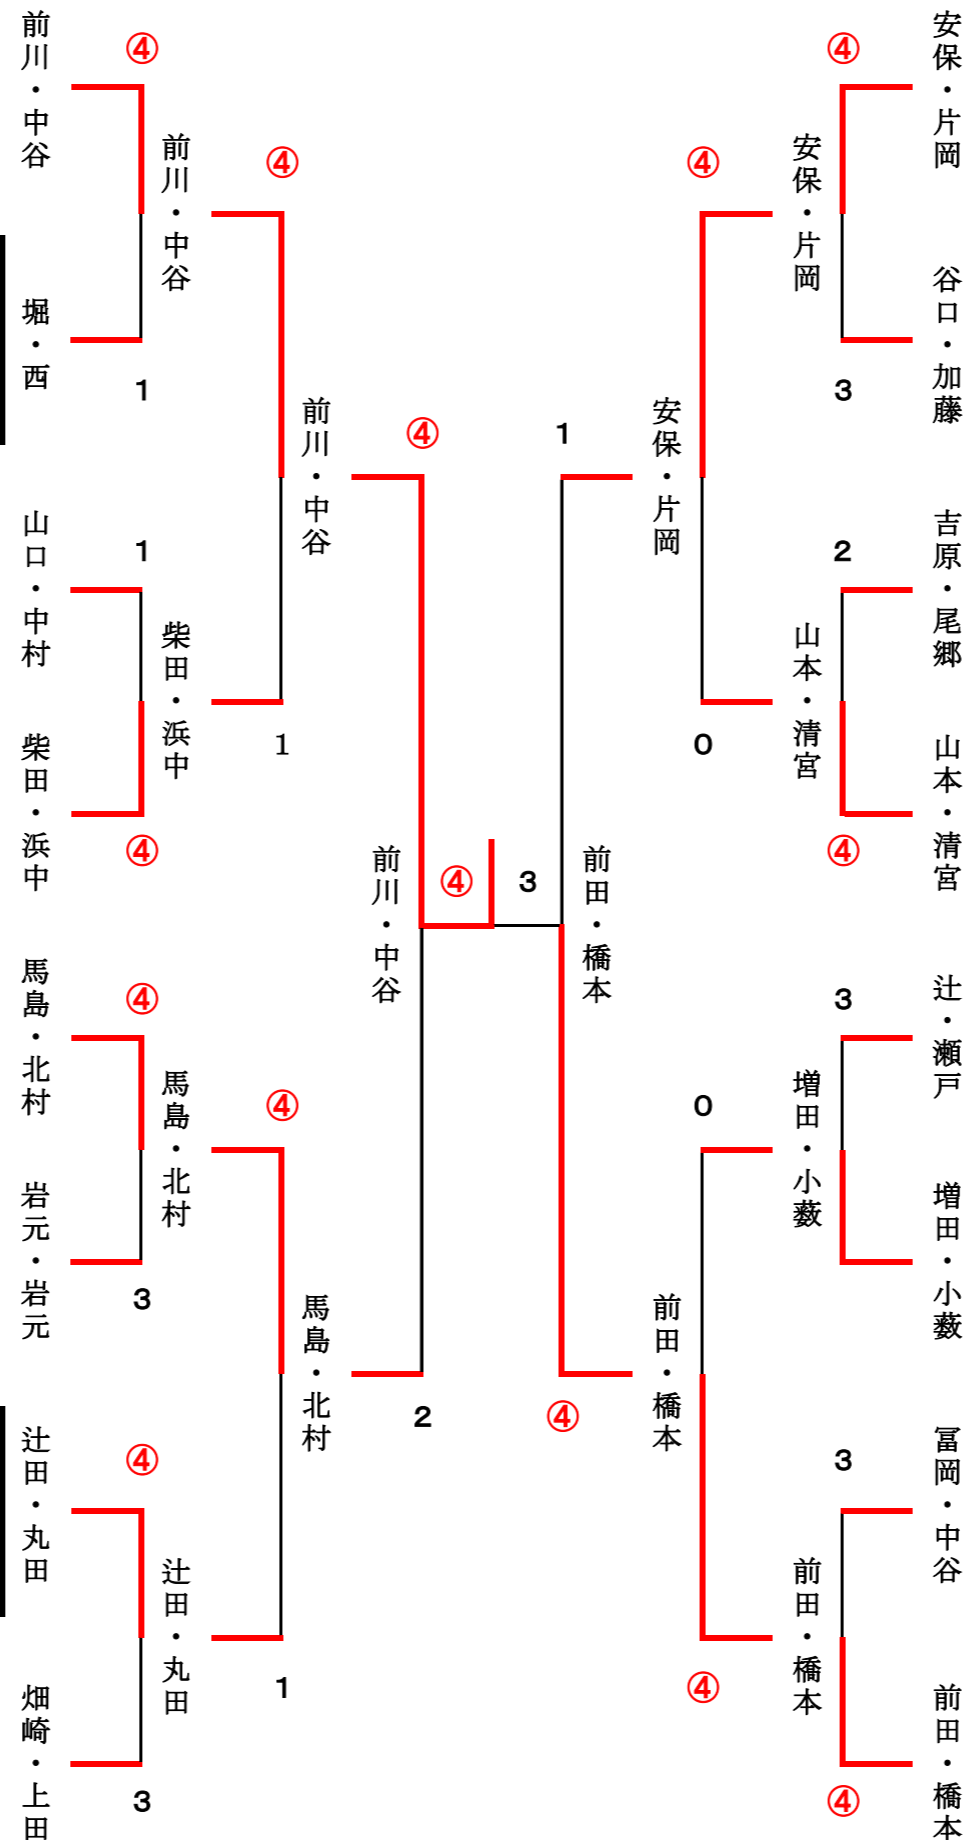 前川・中谷
④
堀・西
1
山口・中村
1
柴田・浜中
④
馬島・北村
④
岩元・岩元
3
辻田・丸田
④
畑崎・上田
3
前川・中谷
④
柴田・浜中
1
馬島・北村
④
辻田・丸田
1
前川・中谷
④
馬島・北村
2
前川・中谷
④
3
前田・橋本
1
安保・片岡
④
前田・橋本
④
安保・片岡
0
山本・清宮
0
増田・小薮
④
前田・橋本
④
安保・片岡
3
谷口・加藤
2
吉原・尾郷
④
山本・清宮
3
辻・瀬戸
増田・小薮
3
冨岡・中谷
④
前田・橋本